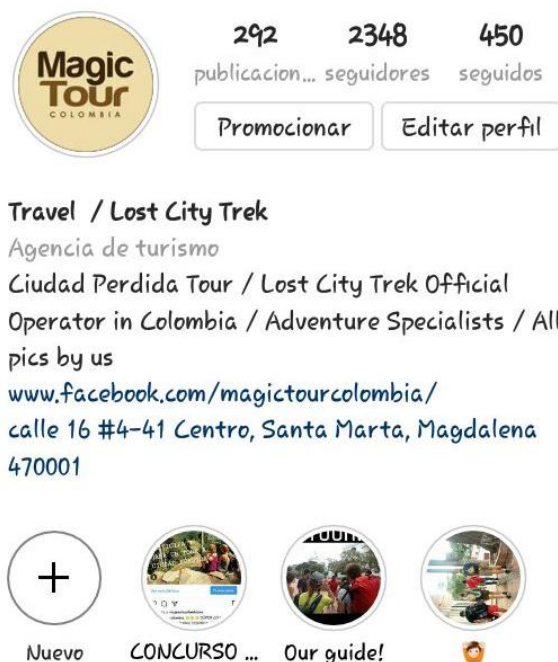 Magic
Tour
COLOMBIA
292 2348 450
publicacion... seguidores seguidos
Promocionar Editar perfil
Travel / Lost City Trek
Agencia de turismo
Ciudad Perdida Tour / Lost City Trek Official
Operator in Colombia / Adventure Specialists / All
pics by us
www.facebook.com/magictourcolombia/
calle 16 #4-41 Centro, Santa Marta, Magdalena
470001
Nuevo CONCURSO ... Our guide! 🙆